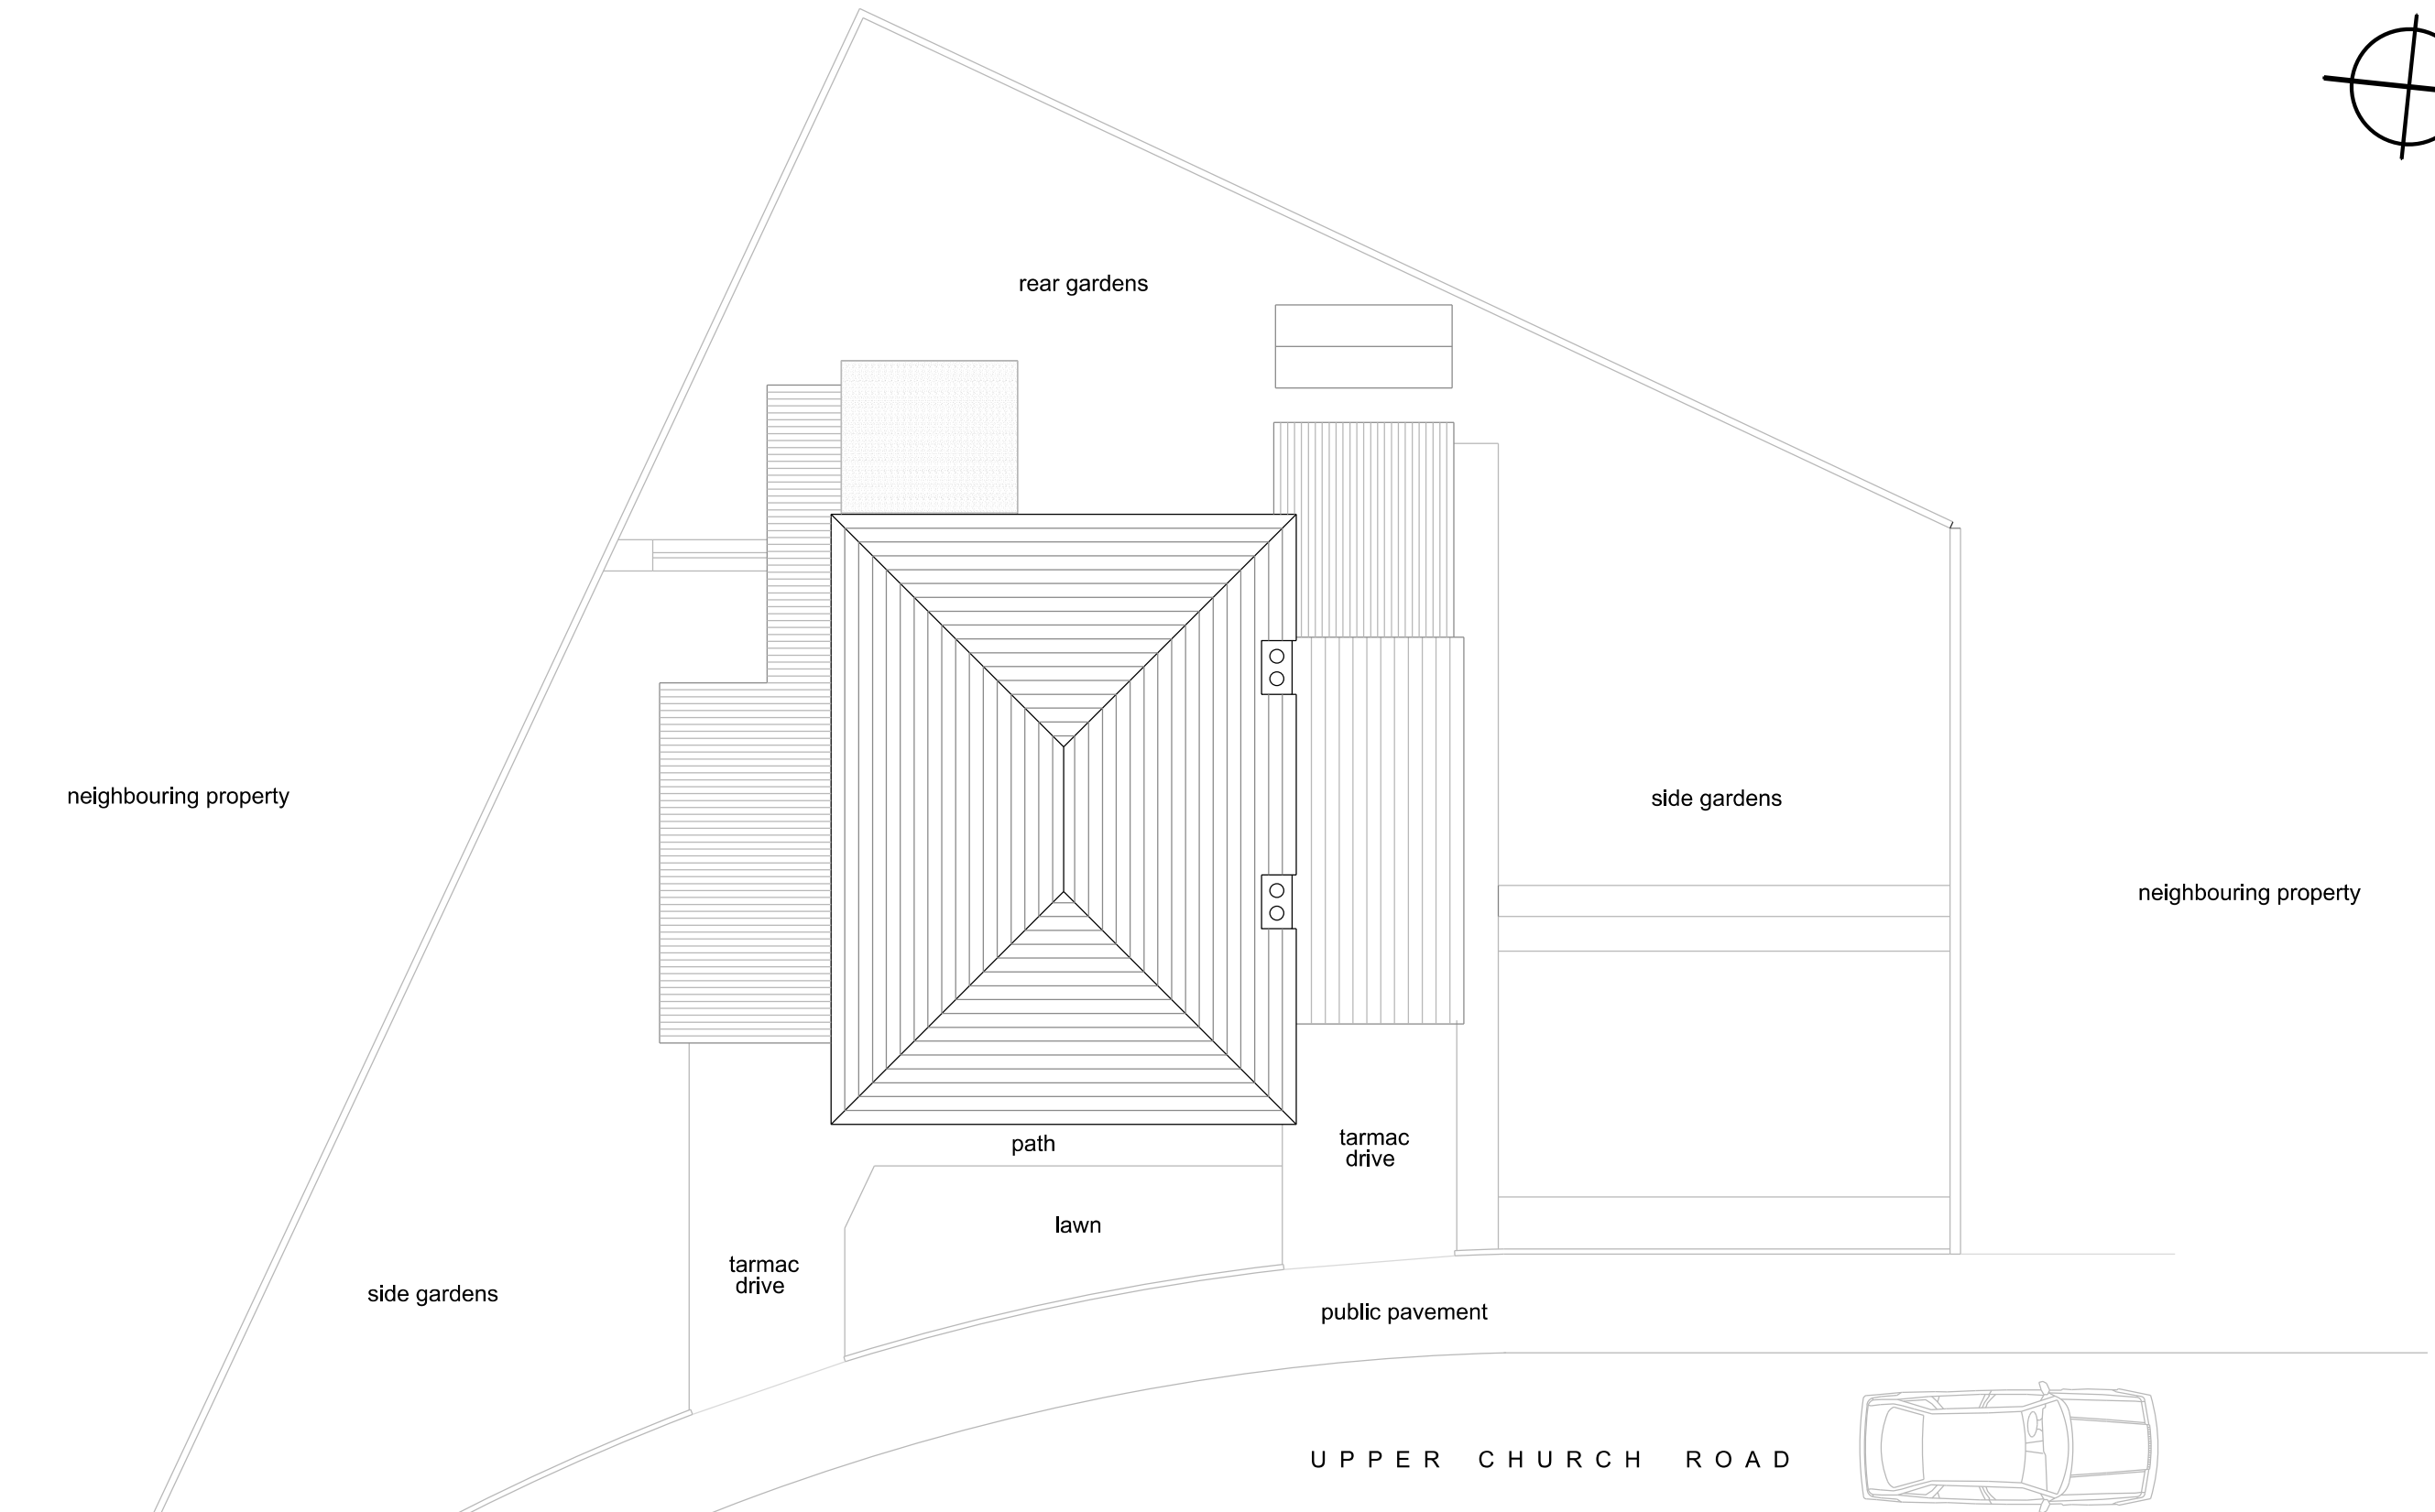 rear gardens
neighbouring property
side gardens
neighbouring property
path
tarmac
drive
lawn
tarmac
drive
side gardens
public pavement
UPPER CHURCH ROAD